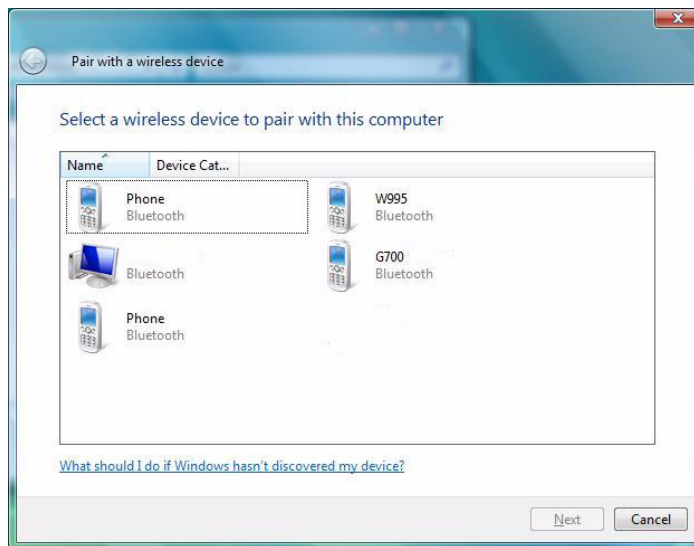 Pair with a wireless device
Select a wireless device to pair with this computer
Name Device Cat...
Phone
Bluetooth
W995
Bluetooth
Bluetooth
G700
Bluetooth
Phone
Bluetooth
What should I do if Windows hasn't discovered my device?
Next Cancel